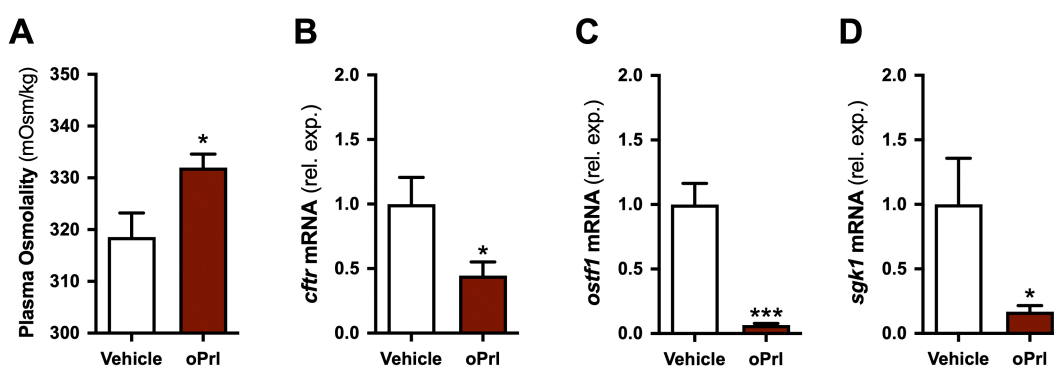 A
Plasma Osmolality (mOsm/kg)
350
340
330
320
310
300
*
Vehicle
oPrl
B
cftr mRNA (rel. exp.)
2.0
1.5
1.0
0.5
0.0
*
Vehicle
oPrl
C
ostf1 mRNA (rel. exp.)
2.0
1.5
1.0
0.5
0.0
***
Vehicle
oPrl
D
sgk1 mRNA (rel. exp.)
2.0
1.5
1.0
0.5
0.0
*
Vehicle
oPrl